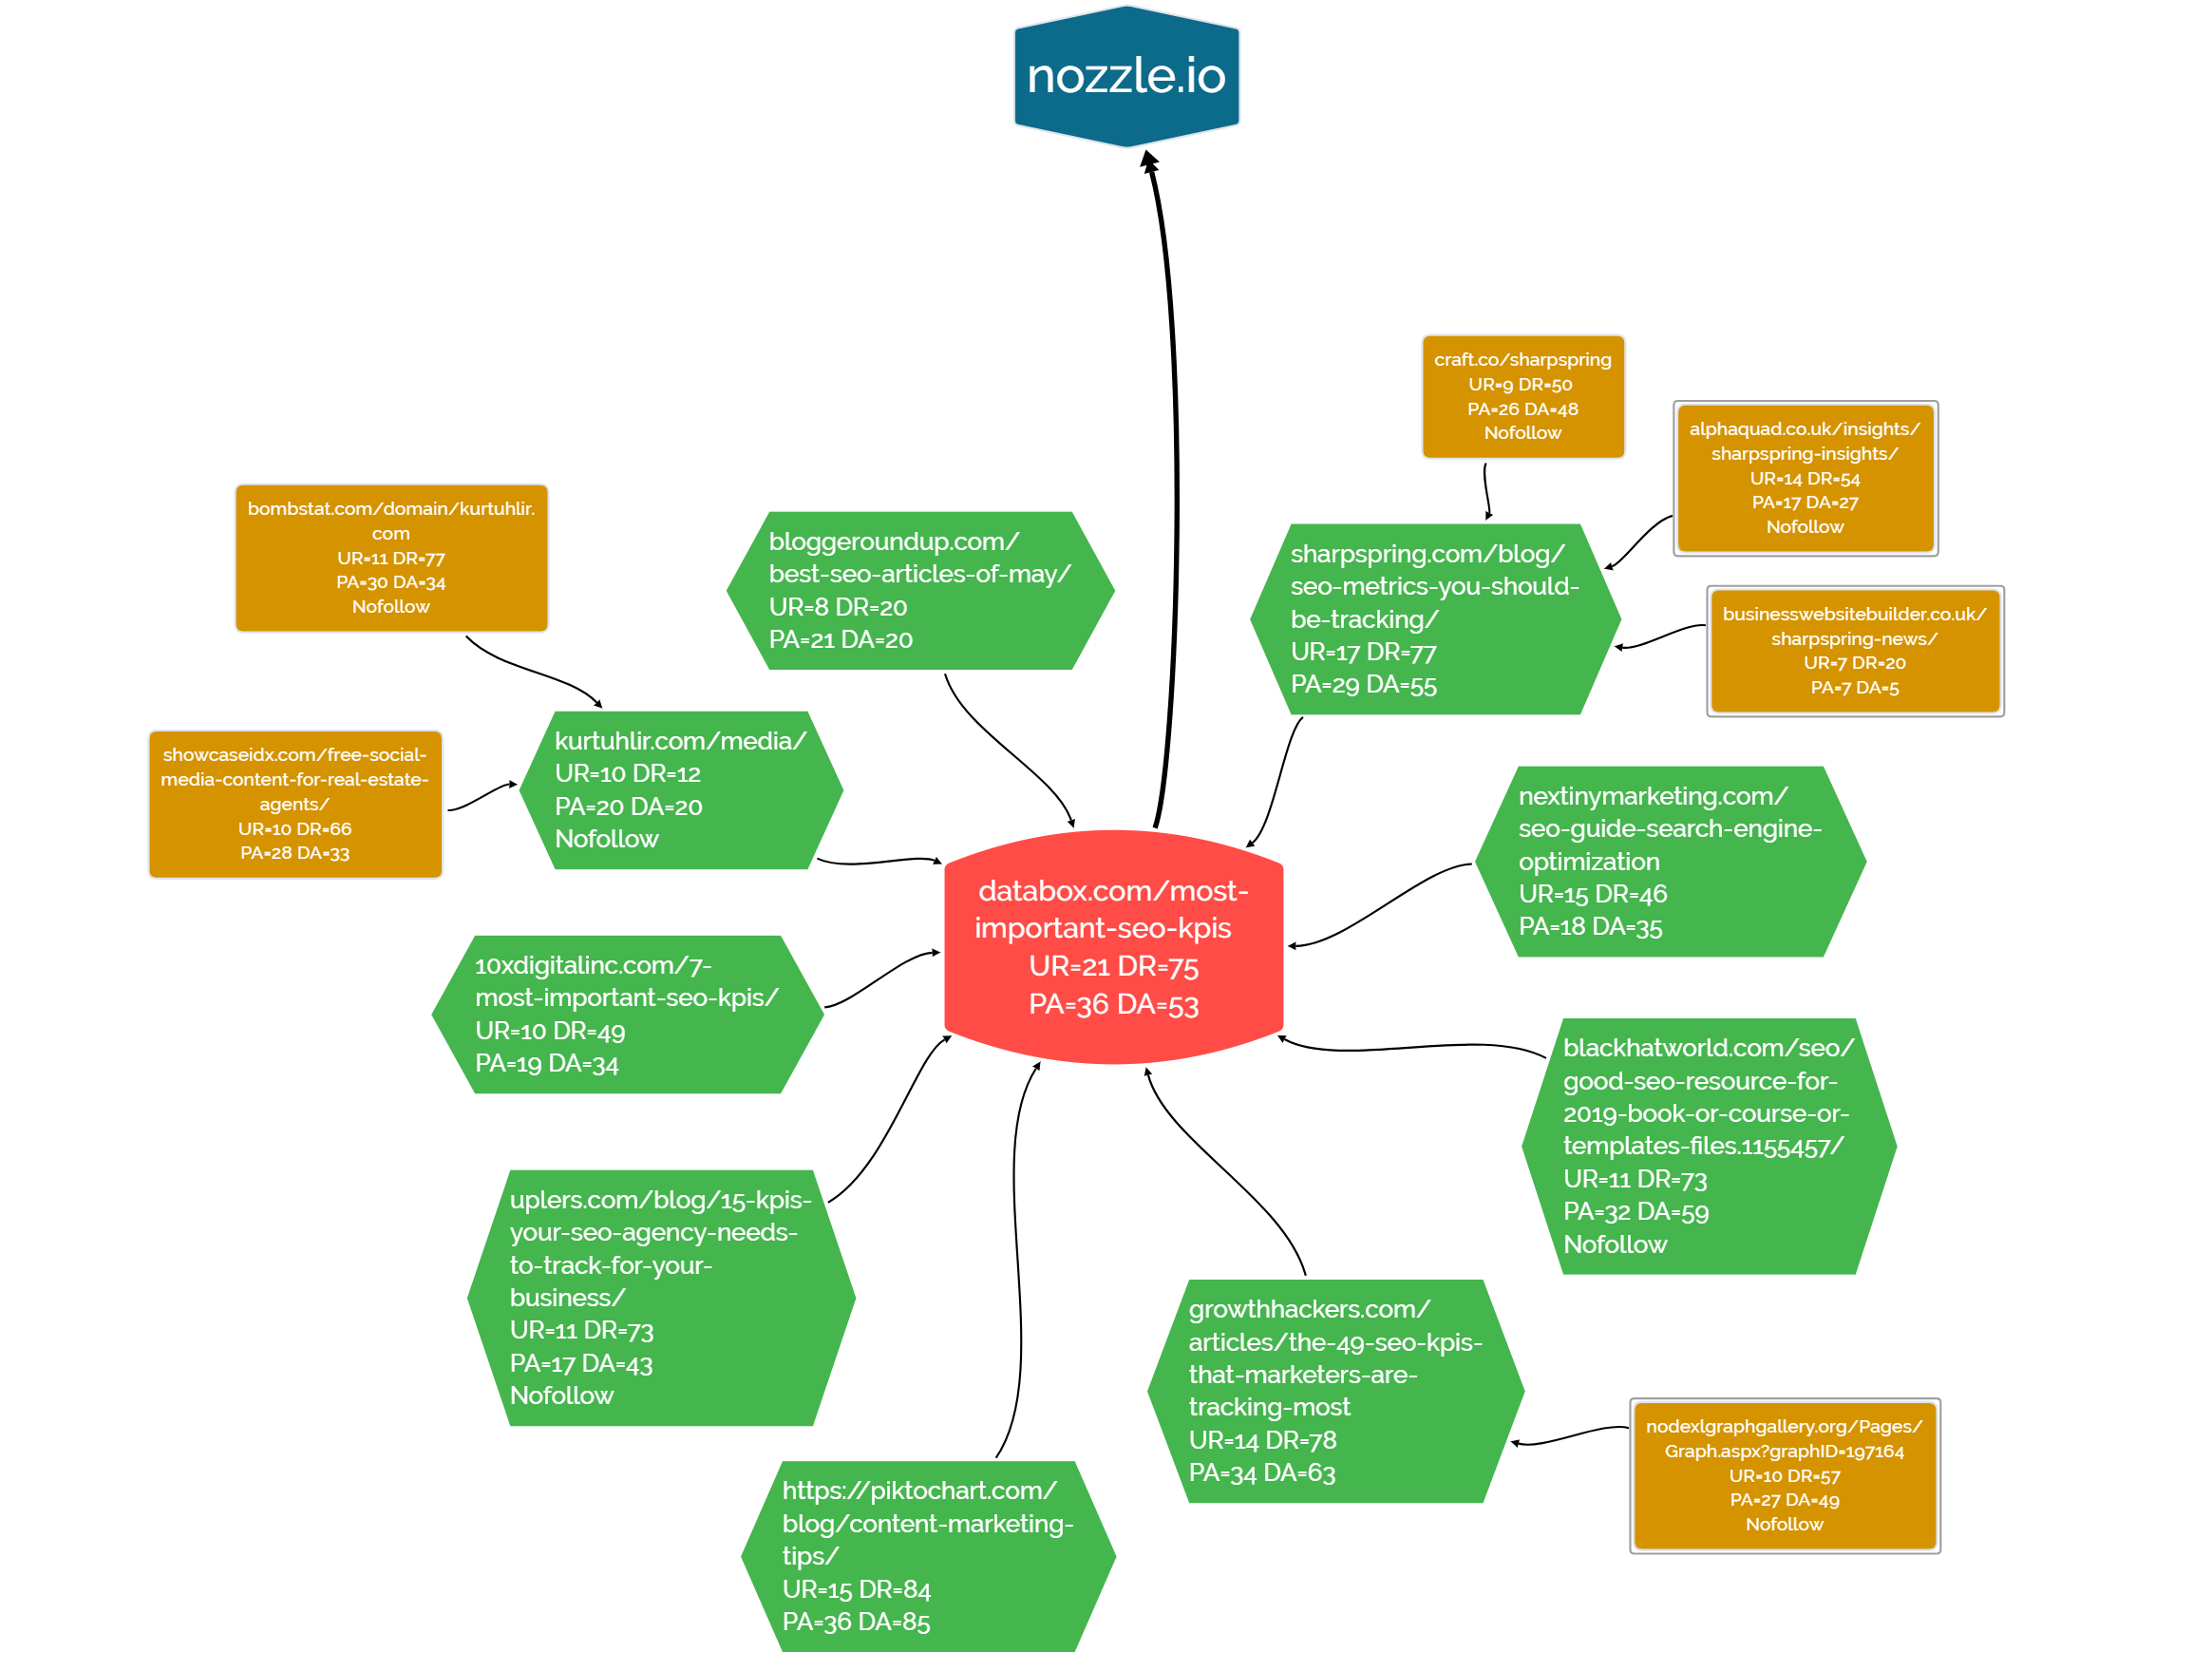 nozzle.io
craft.co/sharpspring
UR=9 DR=50
PA=26 DA=48
Nofollow
alphaquad.co.uk/insights/
sharpspring-insights/
UR=14 DR=54
PA=17 DA=27
Nofollow
bombstat.com/domain/kurtuhlir.
com
UR=11 DR=77
PA=30 DA=34
Nofollow
bloggeroundup.com/
best-seo-articles-of-may/
UR=8 DR=20
PA=21 DA=20
sharpspring.com/blog/
seo-metrics-you-should-
be-tracking/
UR=17 DR=77
PA=29 DA=55
businesswebsitebuilder.co.uk/
sharpspring-news/
UR=7 DR=20
PA=7 DA=5
showcaseidx.com/free-social-
media-content-for-real-estate-
agents/
UR=10 DR=66
PA=28 DA=33
kurtuhlir.com/media/
UR=10 DR=12
PA=20 DA=20
Nofollow
nextinymarketing.com/
seo-guide-search-engine-
optimization
UR=15 DR=46
PA=18 DA=35
databox.com/most-
important-seo-kpis
UR=21 DR=75
PA=36 DA=53
10xdigitalinc.com/7-
most-important-seo-kpis/
UR=10 DR=49
PA=19 DA=34
blackhatworld.com/seo/
good-seo-resource-for-
2019-book-or-course-or-
templates-files.1155457/
UR=11 DR=73
PA=32 DA=59
Nofollow
uplers.com/blog/15-kpis-
your-seo-agency-needs-
to-track-for-your-
business/
UR=11 DR=73
PA=17 DA=43
Nofollow
growthhackers.com/
articles/the-49-seo-kpis-
that-marketers-are-
tracking-most
UR=14 DR=78
PA=34 DA=63
nodexlgraphgallery.org/Pages/
Graph.aspx?graphID=197164
UR=10 DR=57
PA=27 DA=49
Nofollow
https://piktochart.com/
blog/content-marketing-
tips/
UR=15 DR=84
PA=36 DA=85